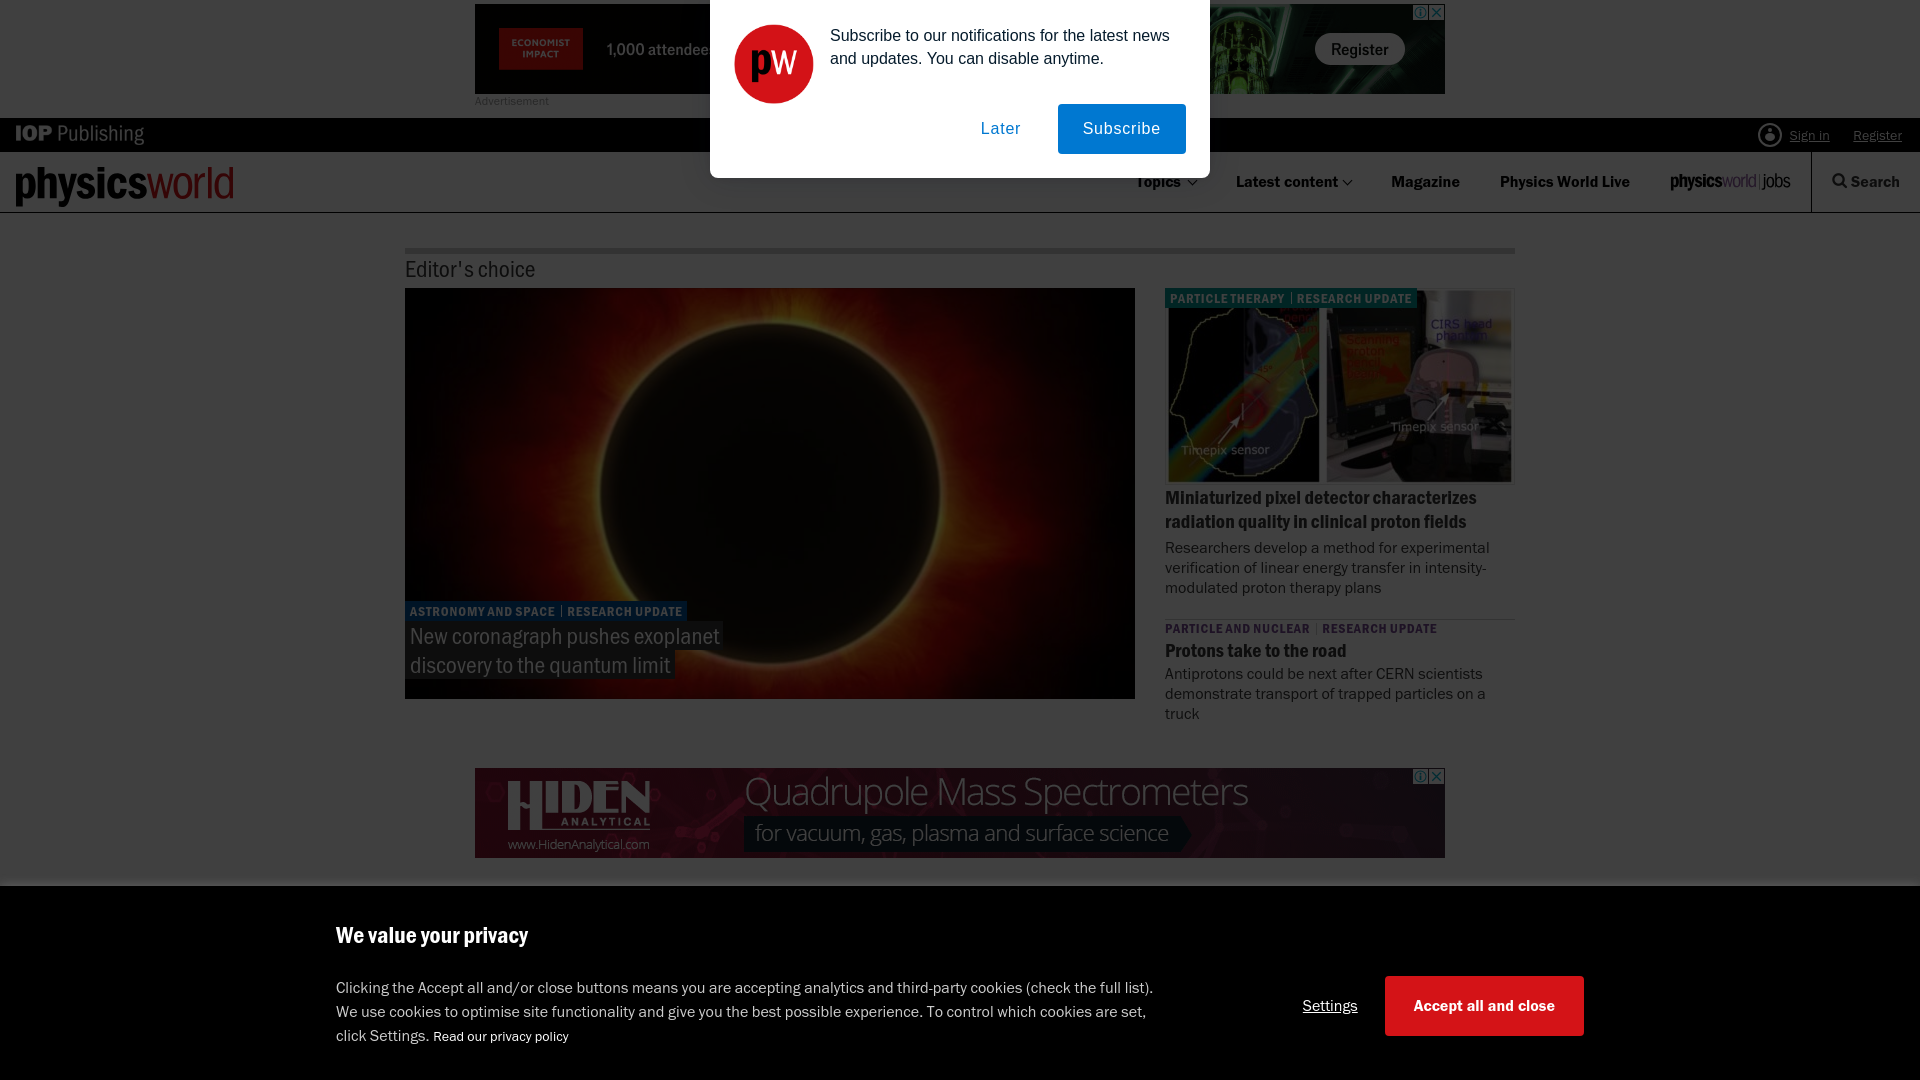 ECONOMIST
IMPACT
1,000 attendees
Register
Advertisement
pW
Subscribe to our notifications for the latest news
and updates. You can disable anytime.
Later
Subscribe
IOP Publishing
Sign in
Register
physicsworld
Topics
Latest content
Magazine
Physics World Live
physicsworld jobs
Search
Editor's choice
ASTRONOMY AND SPACE | RESEARCH UPDATE
New coronagraph pushes exoplanet
discovery to the quantum limit
PARTICLE THERAPY | RESEARCH UPDATE
CIRS head
phantom
Timepix sensor
Timepix sensor
Miniaturized pixel detector characterizes
radiation quality in clinical proton fields
Researchers develop a method for experimental
verification of linear energy transfer in intensity-
modulated proton therapy plans
PARTICLE AND NUCLEAR | RESEARCH UPDATE
Protons take to the road
Antiprotons could be next after CERN scientists
demonstrate transport of trapped particles on a
truck
HIDEN
ANALYTICAL
www.HidenAnalytical.com
Quadrupole Mass Spectrometers
for vacuum, gas, plasma and surface science
We value your privacy
Clicking the Accept all and/or close buttons means you are accepting analytics and third-party cookies (check the full list).
We use cookies to optimise site functionality and give you the best possible experience. To control which cookies are set,
click Settings. Read our privacy policy
Settings
Accept all and close